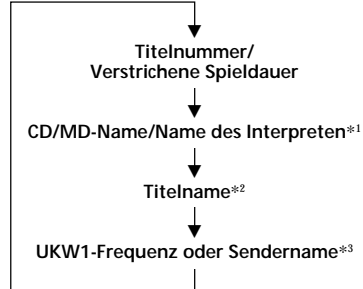 Titelnummer/
Verstrichene Spieldauer
CD/MD-Name/Name des Interpreten*1
Titelname*2
UKW1-Frequenz oder Sendername*3